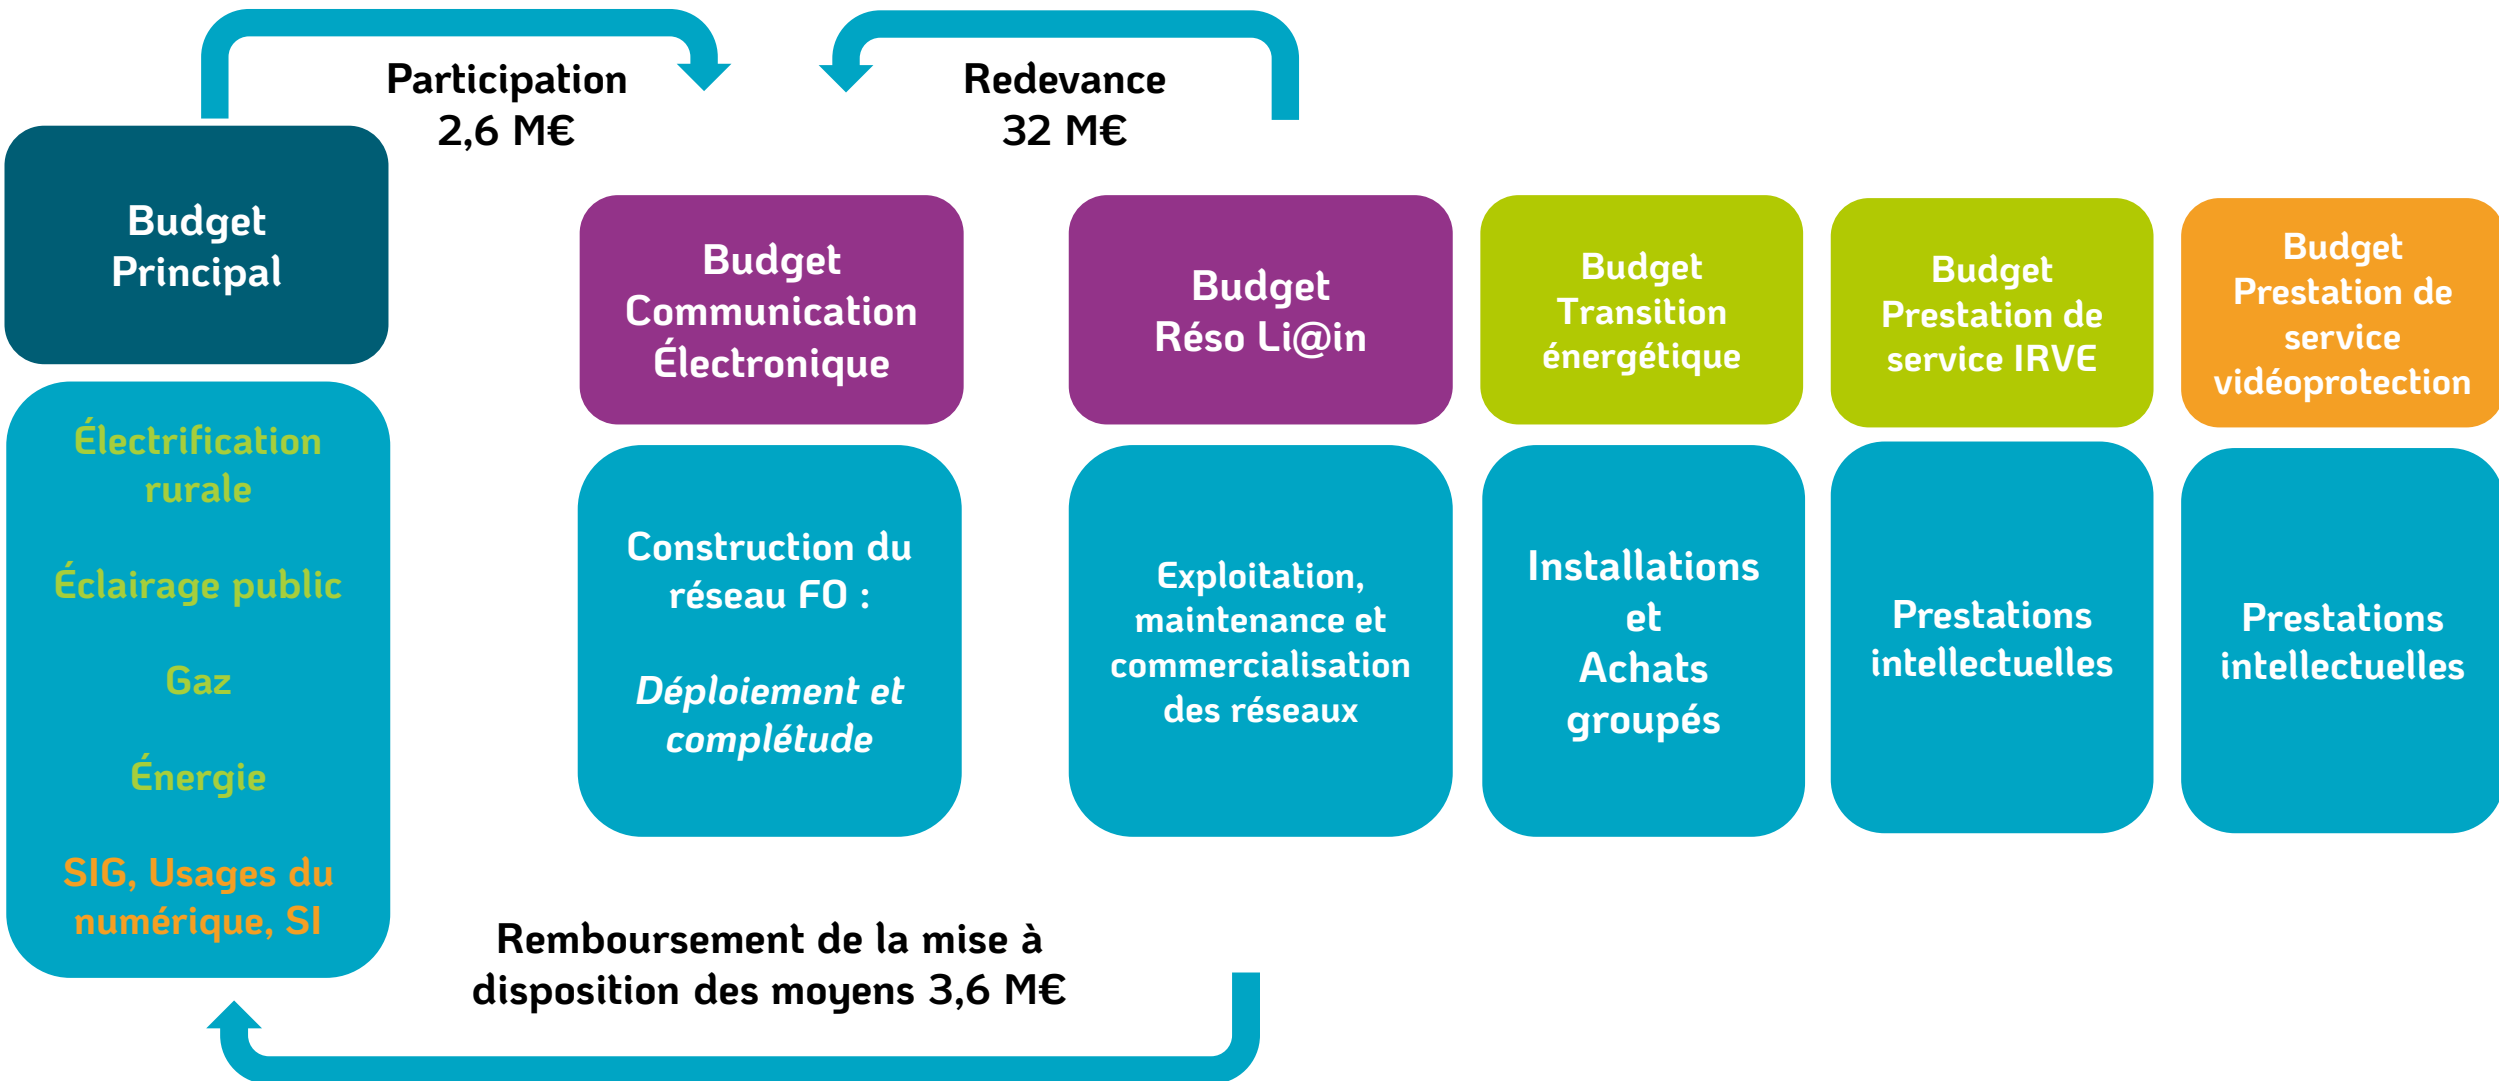 Participation
2,6 M€
Redevance
32 M€
Budget
Principal
Électrification
rurale
Éclairage public
Gaz
Énergie
SIG, Usages du
numérique, SI
Budget
Communication
Électronique
Construction du
réseau FO :
Déploiement et
complétude
Budget
Réso Li@in
Exploitation,
maintenance et
commercialisation
des réseaux
Budget
Transition
énergétique
Installations
et
Achats
groupés
Budget
Prestation de
service IRVE
Prestations
intellectuelles
Budget
Prestation de
service
vidéoprotection
Prestations
intellectuelles
Remboursement de la mise à
disposition des moyens 3,6 M€